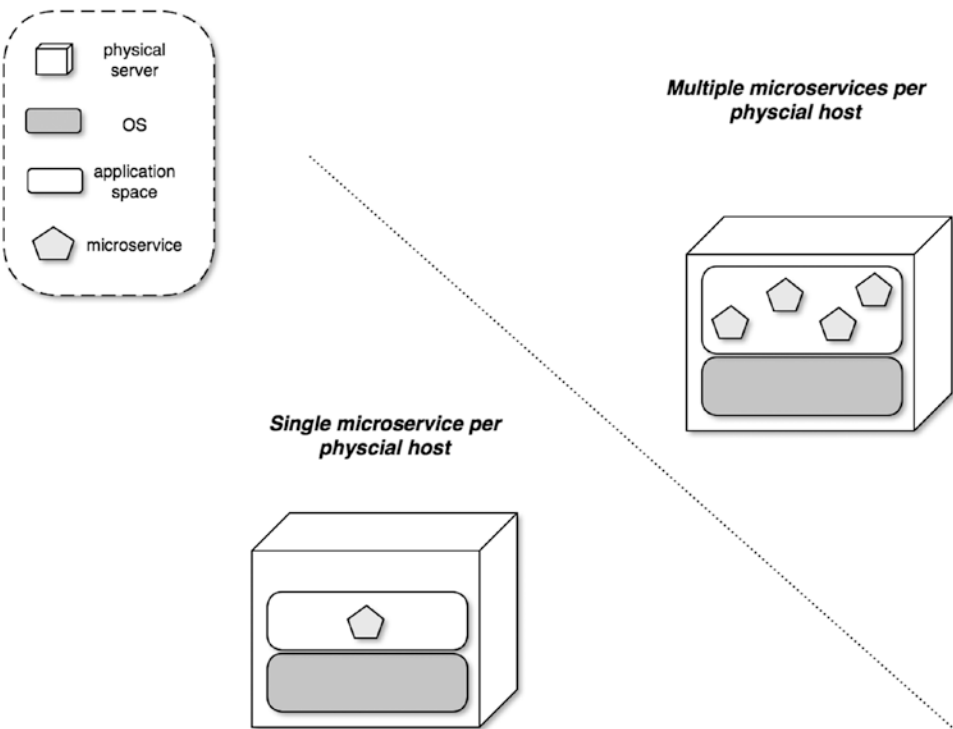 physical
server
OS
application
space
microservice
Multiple microservices per
physcial host
Single microservice per
physcial host